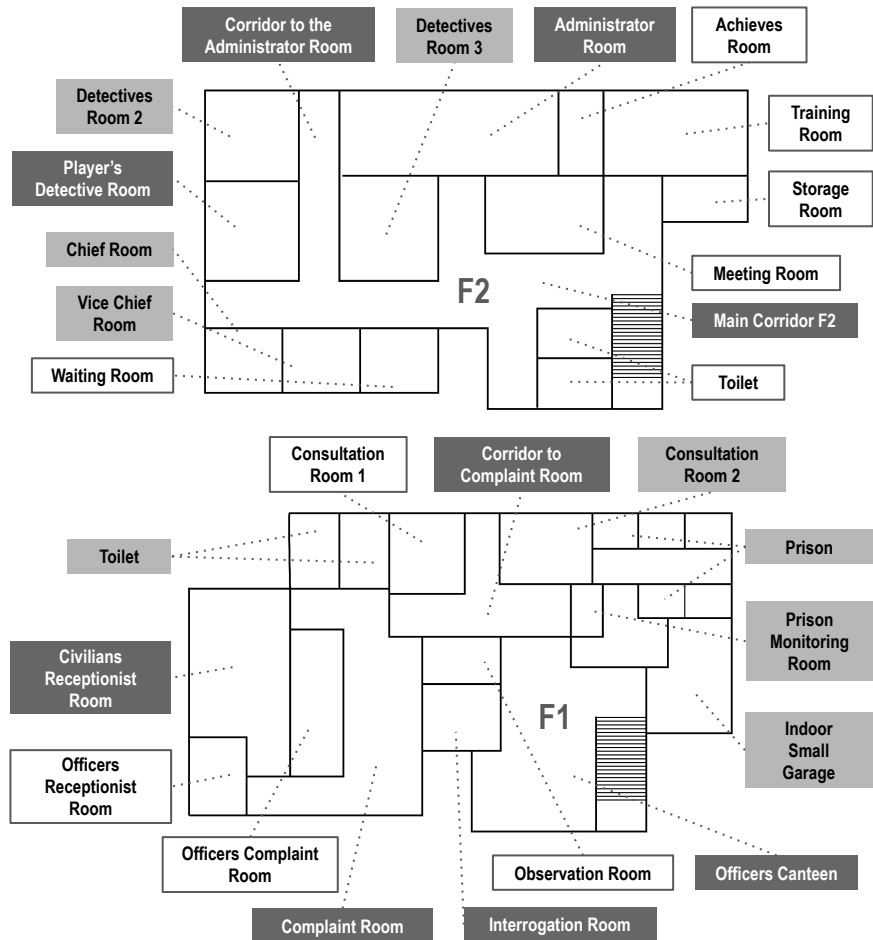 Corridor to the
Administrator Room
Detectives
Room 3
Administrator
Room
Achieves
Room
Detectives
Room 2
Training
Room
Player's
Detective Room
Storage
Room
Chief Room
Meeting Room
F2
Vice Chief
Room
Main Corridor F2
Waiting Room
Toilet
Consultation
Room 1
Corridor to
Complaint Room
Consultation
Room 2
Toilet
Prison
Prison
Monitoring
Room
Civilians
Receptionist
Room
F1
Indoor
Small
Garage
Officers
Receptionist
Room
Officers Complaint
Room
Observation Room
Officers Canteen
Complaint Room
Interrogation Room